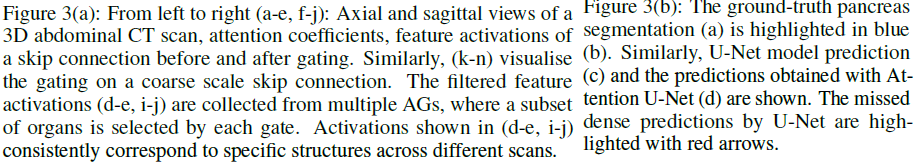 Figure 3(a): From left to right (a-e, f-j): Axial and sagittal views of a
3D abdominal CT scan, attention coefficients, feature activations of
a skip connection before and after gating. Similarly, (k-n) visualise
the gating on a coarse scale skip connection. The filtered feature
activations (d-e, i-j) are collected from multiple AGs, where a subset
of organs is selected by each gate. Activations shown in (d-e, i-j)
consistently correspond to specific structures across different scans.
Figure 3(b): The ground-truth pancreas
segmentation (a) is highlighted in blue
(b). Similarly, U-Net model prediction
(c) and the predictions obtained with At-
tention U-Net (d) are shown. The missed
dense predictions by U-Net are high-
lighted with red arrows.